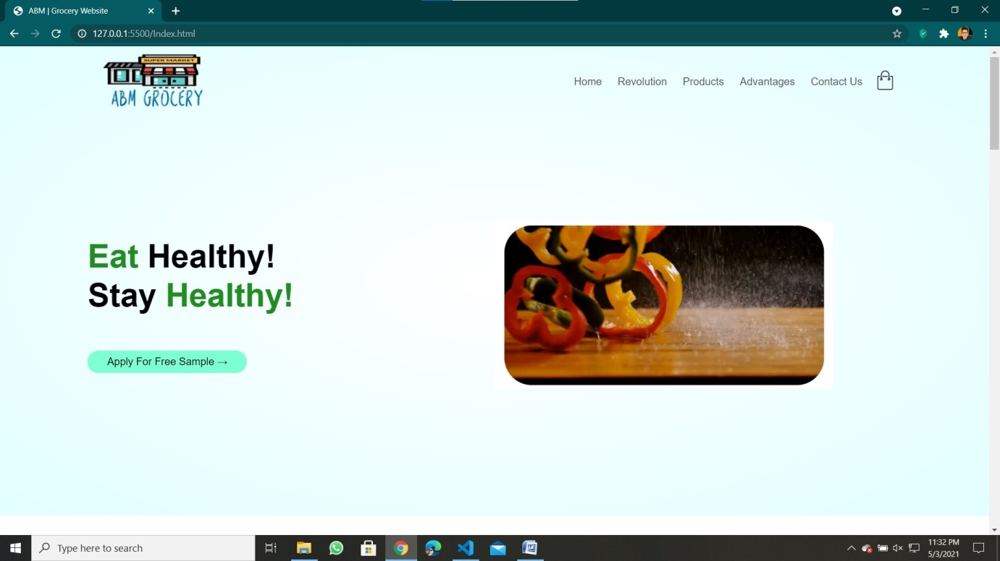 ABM | Grocery Website
127.0.0.1:5500/Index.html
SUPER MARKET
ABM GROCERY
Home Revolution Products Advantages Contact Us
Eat Healthy!
Stay Healthy!
Apply For Free Sample →
Type here to search
11:32 PM
5/3/2021